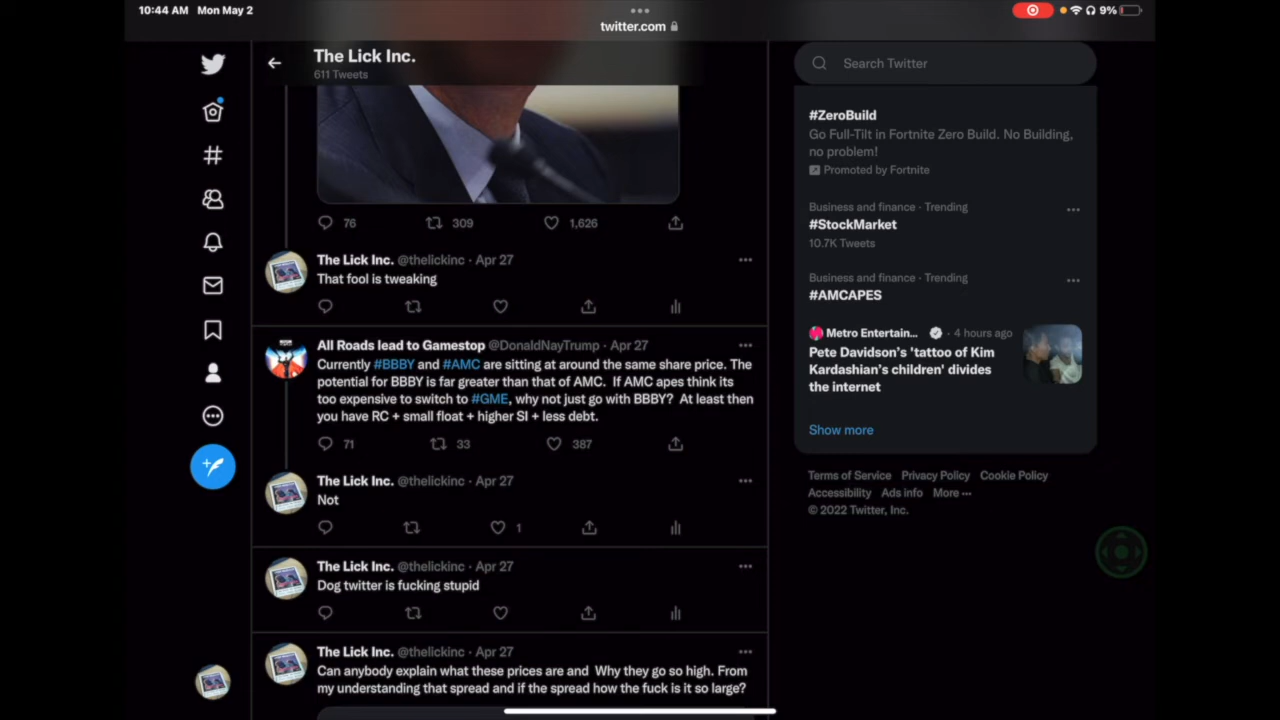 10:44 AM Mon May 2
twitter.com
9%
The Lick Inc.
611 Tweets
76 309 1,626
The Lick Inc. @thelickinc · Apr 27
That fool is tweaking
All Roads lead to Gamestop @DonaldNayTrump · Apr 27
Currently #BBBY and #AMC are sitting at around the same share price. The
potential for BBBY is far greater than that of AMC. If AMC apes think its
too expensive to switch to #GME, why not just go with BBBY? At least then
you have RC + small float + higher SI + less debt.
71 33 387
The Lick Inc. @thelickinc · Apr 27
Not
1
The Lick Inc. @thelickinc · Apr 27
Dog twitter is fucking stupid
The Lick Inc. @thelickinc · Apr 27
Can anybody explain what these prices are and Why they go so high. From
my understanding that spread and if the spread how the fuck is it so large?
Search Twitter
#ZeroBuild
Go Full-Tilt in Fortnite Zero Build. No Building,
no problem!
Promoted by Fortnite
Business and finance · Trending
#StockMarket
10.7K Tweets
Business and finance · Trending
#AMCAPES
Metro Entertain... · 4 hours ago
Pete Davidson's 'tattoo of Kim
Kardashian's children' divides
the internet
Show more
Terms of Service Privacy Policy Cookie Policy
Accessibility Ads info More ···
© 2022 Twitter, Inc.